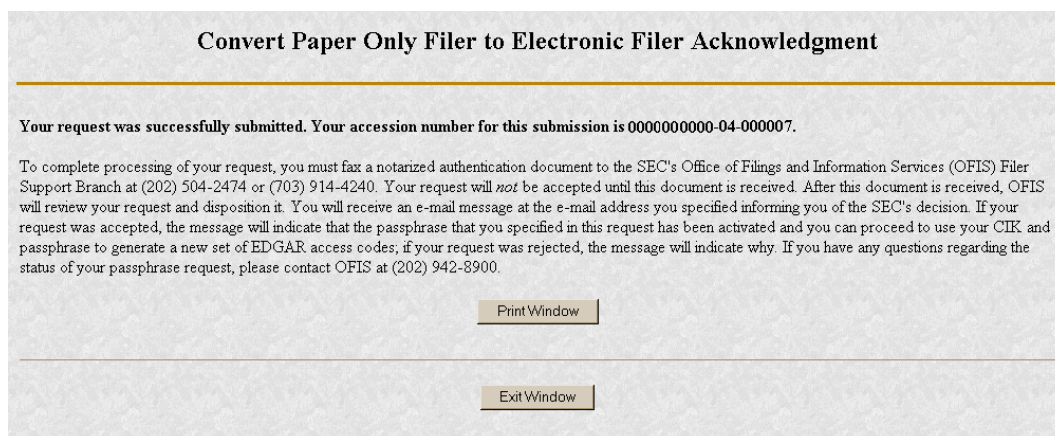 Convert Paper Only Filer to Electronic Filer Acknowledgment
Your request was successfully submitted. Your accession number for this submission is 0000000000-04-000007.
To complete processing of your request, you must fax a notarized authentication document to the SEC's Office of Filings and Information Services (OFIS) Filer
Support Branch at (202) 504-2474 or (703) 914-4240. Your request will not be accepted until this document is received. After this document is received, OFIS
will review your request and disposition it. You will receive an e-mail message at the e-mail address you specified informing you of the SEC's decision. If your
request was accepted, the message will indicate that the passphrase that you specified in this request has been activated and you can proceed to use your CIK and
passphrase to generate a new set of EDGAR access codes; if your request was rejected, the message will indicate why. If you have any questions regarding the
status of your passphrase request, please contact OFIS at (202) 942-8900.
Print Window
Exit Window